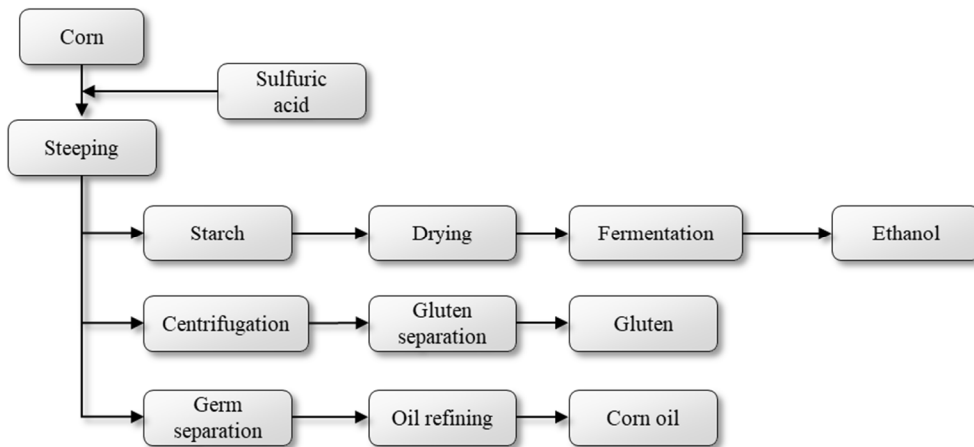 Corn
Sulfuric
acid
Steeping
Starch
Drying
Fermentation
Ethanol
Centrifugation
Gluten
separation
Gluten
Germ
separation
Oil refining
Corn oil